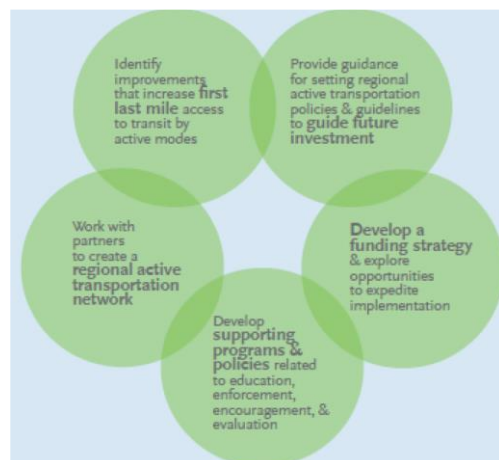 Identify
improvements
that increase first
last mile access
to transit by
active modes
Provide guidance
for setting regional
active transportation
policies & guidelines
to guide future
investment
Work with
partners
to create a
regional active
transportation
network
Develop a
funding strategy
& explore
opportunities
to expedite
implementation
Develop
supporting
programs &
policies related
to education,
enforcement,
encouragement, &
evaluation